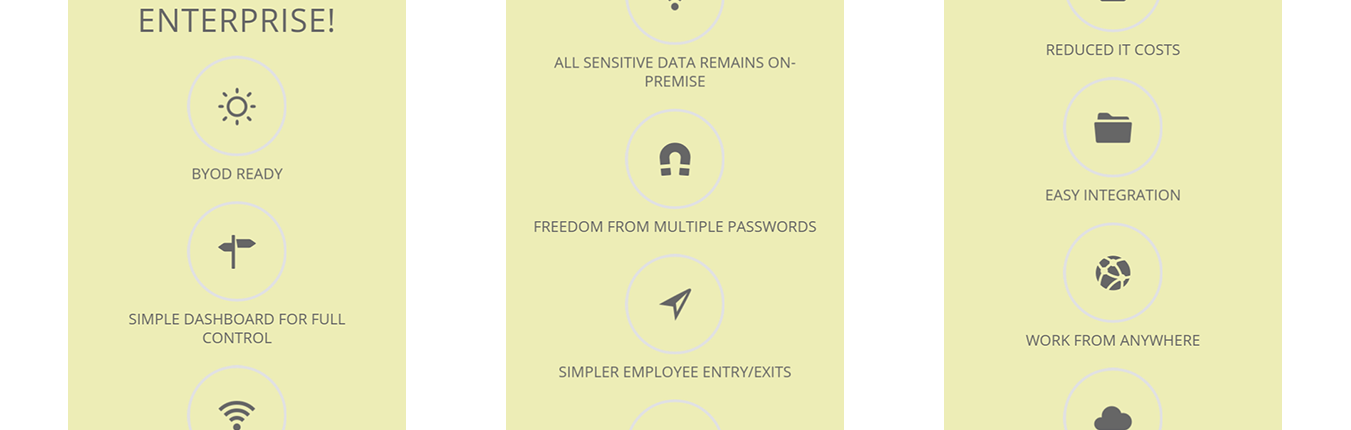 ENTERPRISE!
BYOD READY
SIMPLE DASHBOARD FOR FULL
CONTROL
ALL SENSITIVE DATA REMAINS ON-
PREMISE
FREEDOM FROM MULTIPLE PASSWORDS
SIMPLER EMPLOYEE ENTRY/EXITS
REDUCED IT COSTS
EASY INTEGRATION
WORK FROM ANYWHERE